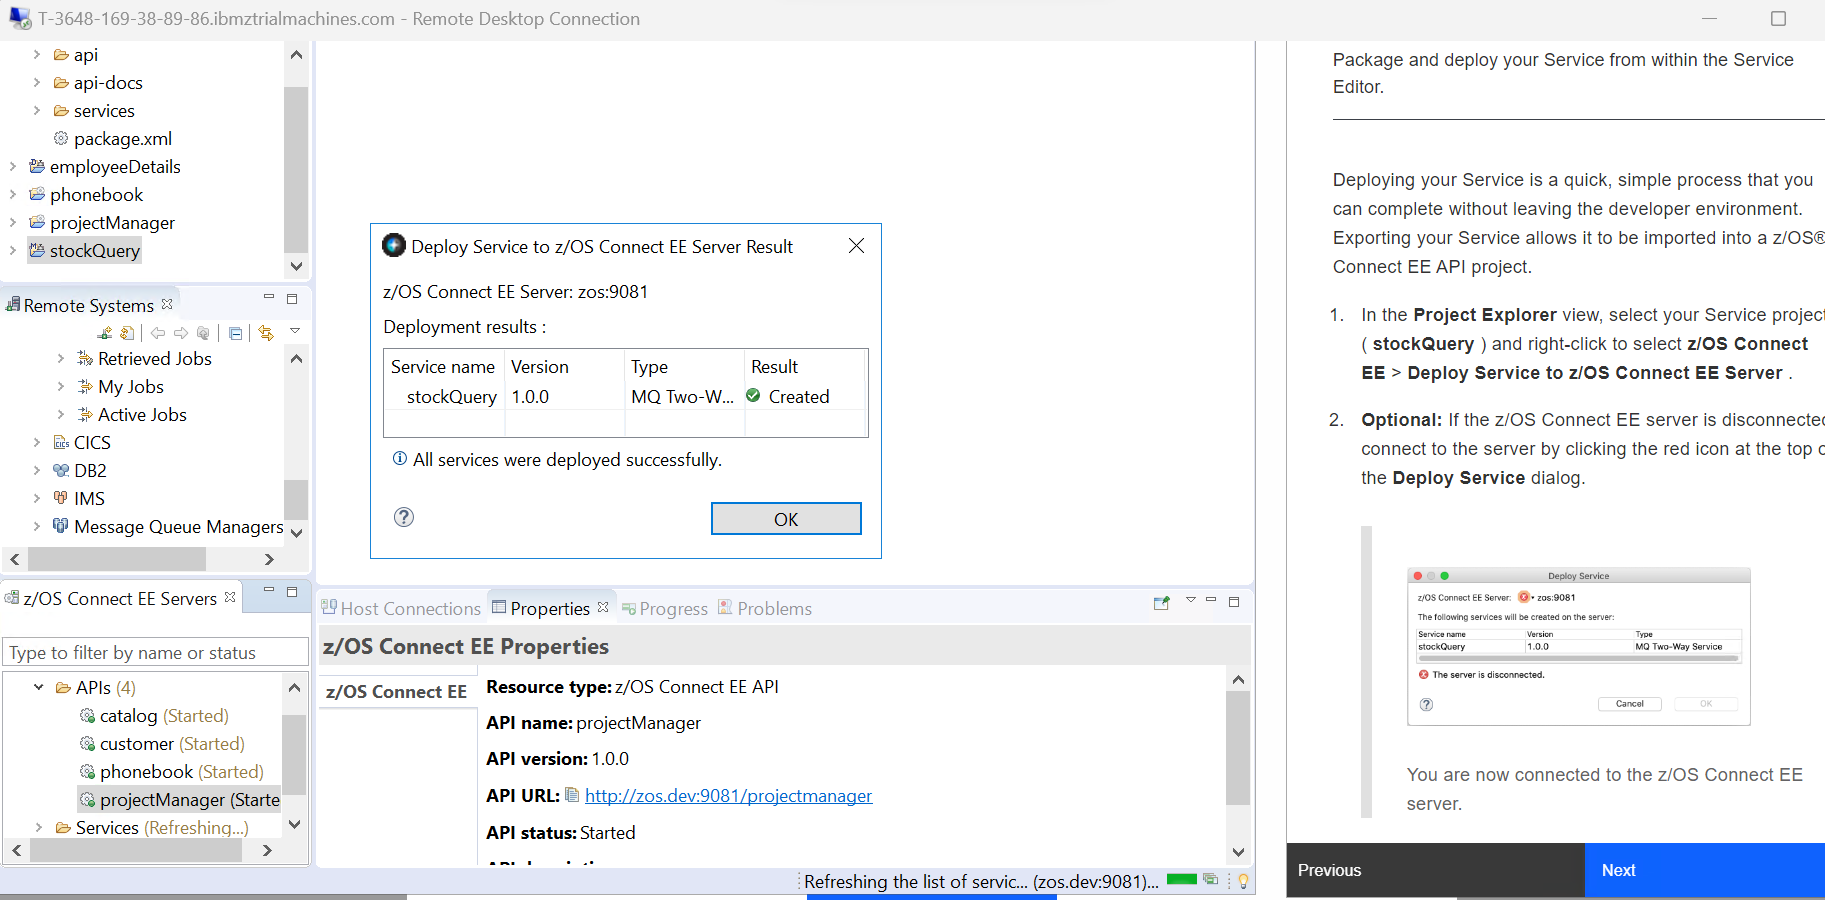 T-3648-169-38-89-86.ibmztrialmachines.com - Remote Desktop Connection
api
api-docs
services
package.xml
employeeDetails
phonebook
projectManager
stockQuery
Remote Systems
Retrieved Jobs
My Jobs
Active Jobs
CICS
DB2
IMS
Message Queue Managers
z/OS Connect EE Servers
Type to filter by name or status
APIs (4)
catalog (Started)
customer (Started)
phonebook (Started)
projectManager (Starte
Services (Refreshing...)
Deploy Service to z/OS Connect EE Server Result
z/OS Connect EE Server: zos:9081
Deployment results :
Service name Version Type Result
stockQuery 1.0.0 MQ Two-W... Created
All services were deployed successfully.
OK
Host Connections Properties Progress Problems
z/OS Connect EE Properties
z/OS Connect EE
Resource type: z/OS Connect EE API
API name: projectManager
API version: 1.0.0
API URL: http://zos.dev:9081/projectmanager
API status: Started
Refreshing the list of servic... (zos.dev:9081)...
Package and deploy your Service from within the Service
Editor.
Deploying your Service is a quick, simple process that you
can complete without leaving the developer environment.
Exporting your Service allows it to be imported into a z/OS®
Connect EE API project.
1. In the Project Explorer view, select your Service project
( stockQuery ) and right-click to select z/OS Connect
EE > Deploy Service to z/OS Connect EE Server .
2. Optional: If the z/OS Connect EE server is disconnected
connect to the server by clicking the red icon at the top o
the Deploy Service dialog.
Deploy Service
z/OS Connect EE Server: zos:9081
The following services will be created on the server:
Service name Version Type
stockQuery 1.0.0 MQ Two-Way Service
The server is disconnected.
Cancel OK
You are now connected to the z/OS Connect EE
server.
Previous Next